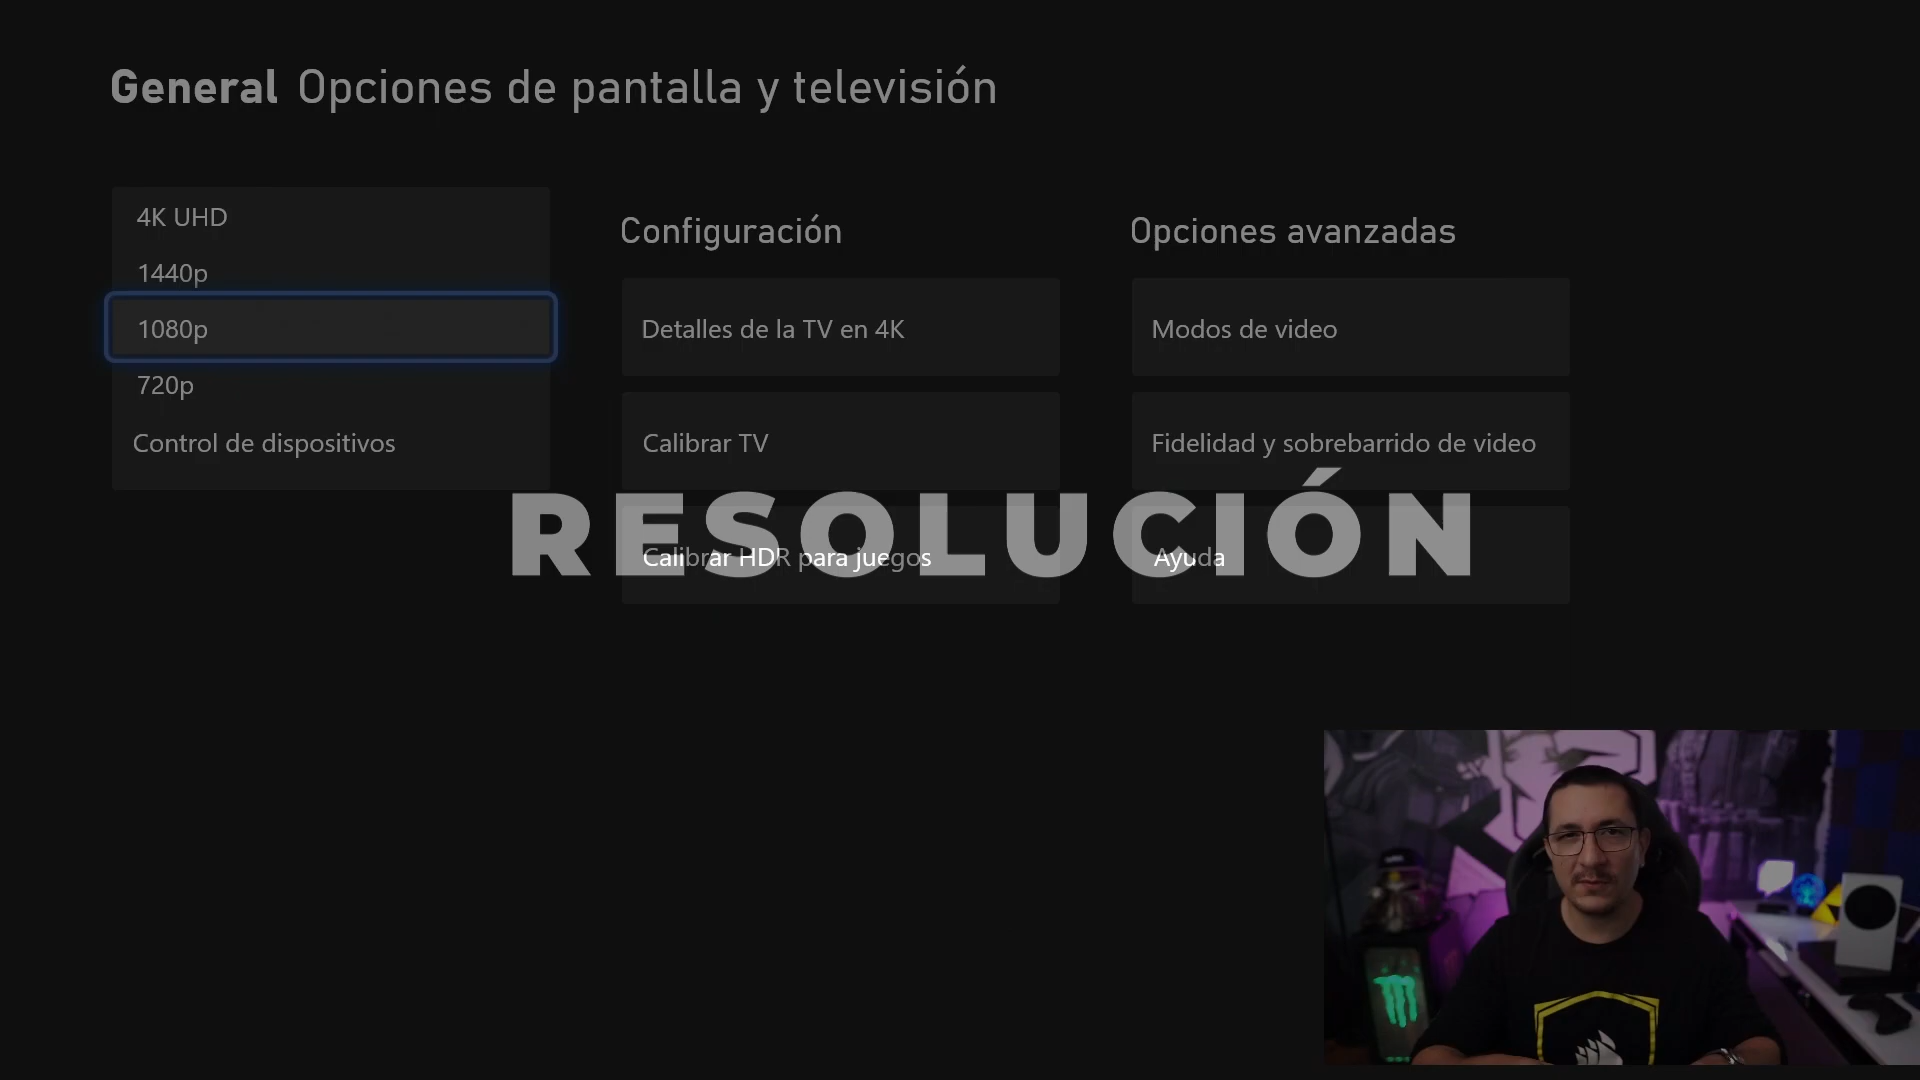 General Opciones de pantalla y televisión
4K UHD
1440p
1080p
720p
Control de dispositivos
Configuración
Detalles de la TV en 4K
Calibrar TV
Calibrar HDR para juegos
Opciones avanzadas
Modos de video
Fidelidad y sobrebarrido de video
Ayuda
RESOLUCIÓN